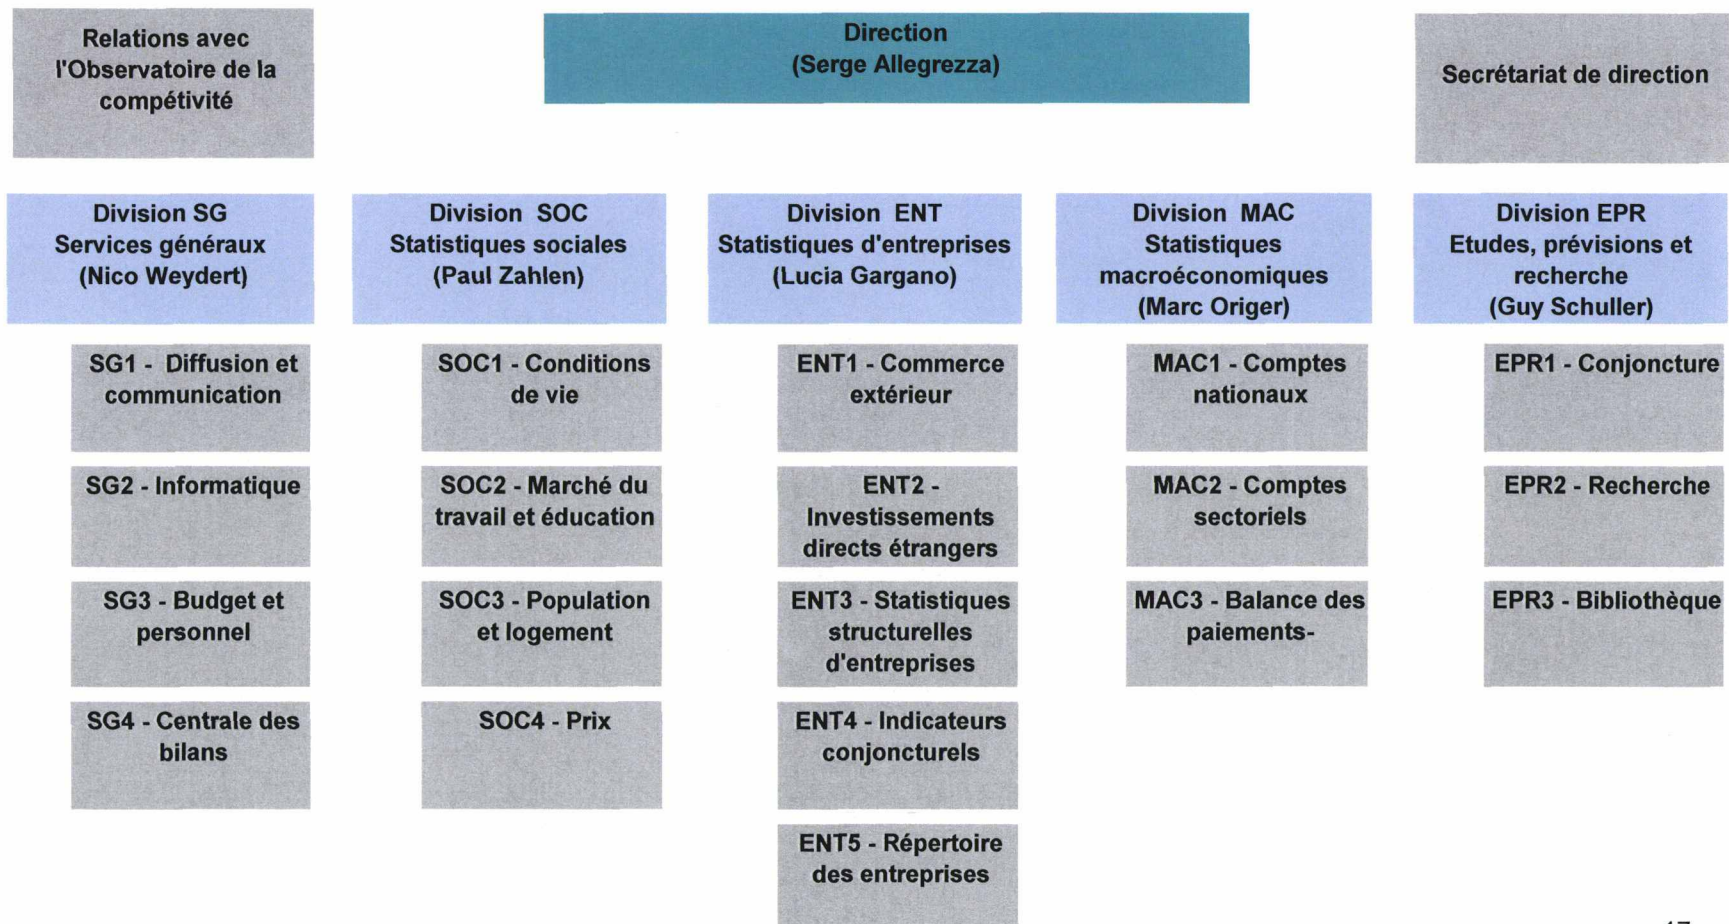 Relations avec
l'Observatoire de la
compétivité
Direction
(Serge Allegrezza)
Secrétariat de direction
Division SG
Services généraux
(Nico Weydert)
Division SOC
Statistiques sociales
(Paul Zahlen)
Division ENT
Statistiques d'entreprises
(Lucia Gargano)
Division MAC
Statistiques
macroéconomiques
(Marc Origer)
Division EPR
Etudes, prévisions et
recherche
(Guy Schuller)
SG1 - Diffusion et
communication
SG2 - Informatique
SG3 - Budget et
personnel
SG4 - Centrale des
bilans
SOC1 - Conditions
de vie
SOC2 - Marché du
travail et éducation
SOC3 - Population
et logement
SOC4 - Prix
ENT1 - Commerce
extérieur
ENT2 -
Investissements
directs étrangers
ENT3 - Statistiques
structurelles
d'entreprises
ENT4 - Indicateurs
conjoncturels
ENT5 - Répertoire
des entreprises
MAC1 - Comptes
nationaux
MAC2 - Comptes
sectoriels
MAC3 - Balance des
paiements-
EPR1 - Conjoncture
EPR2 - Recherche
EPR3 - Bibliothèque